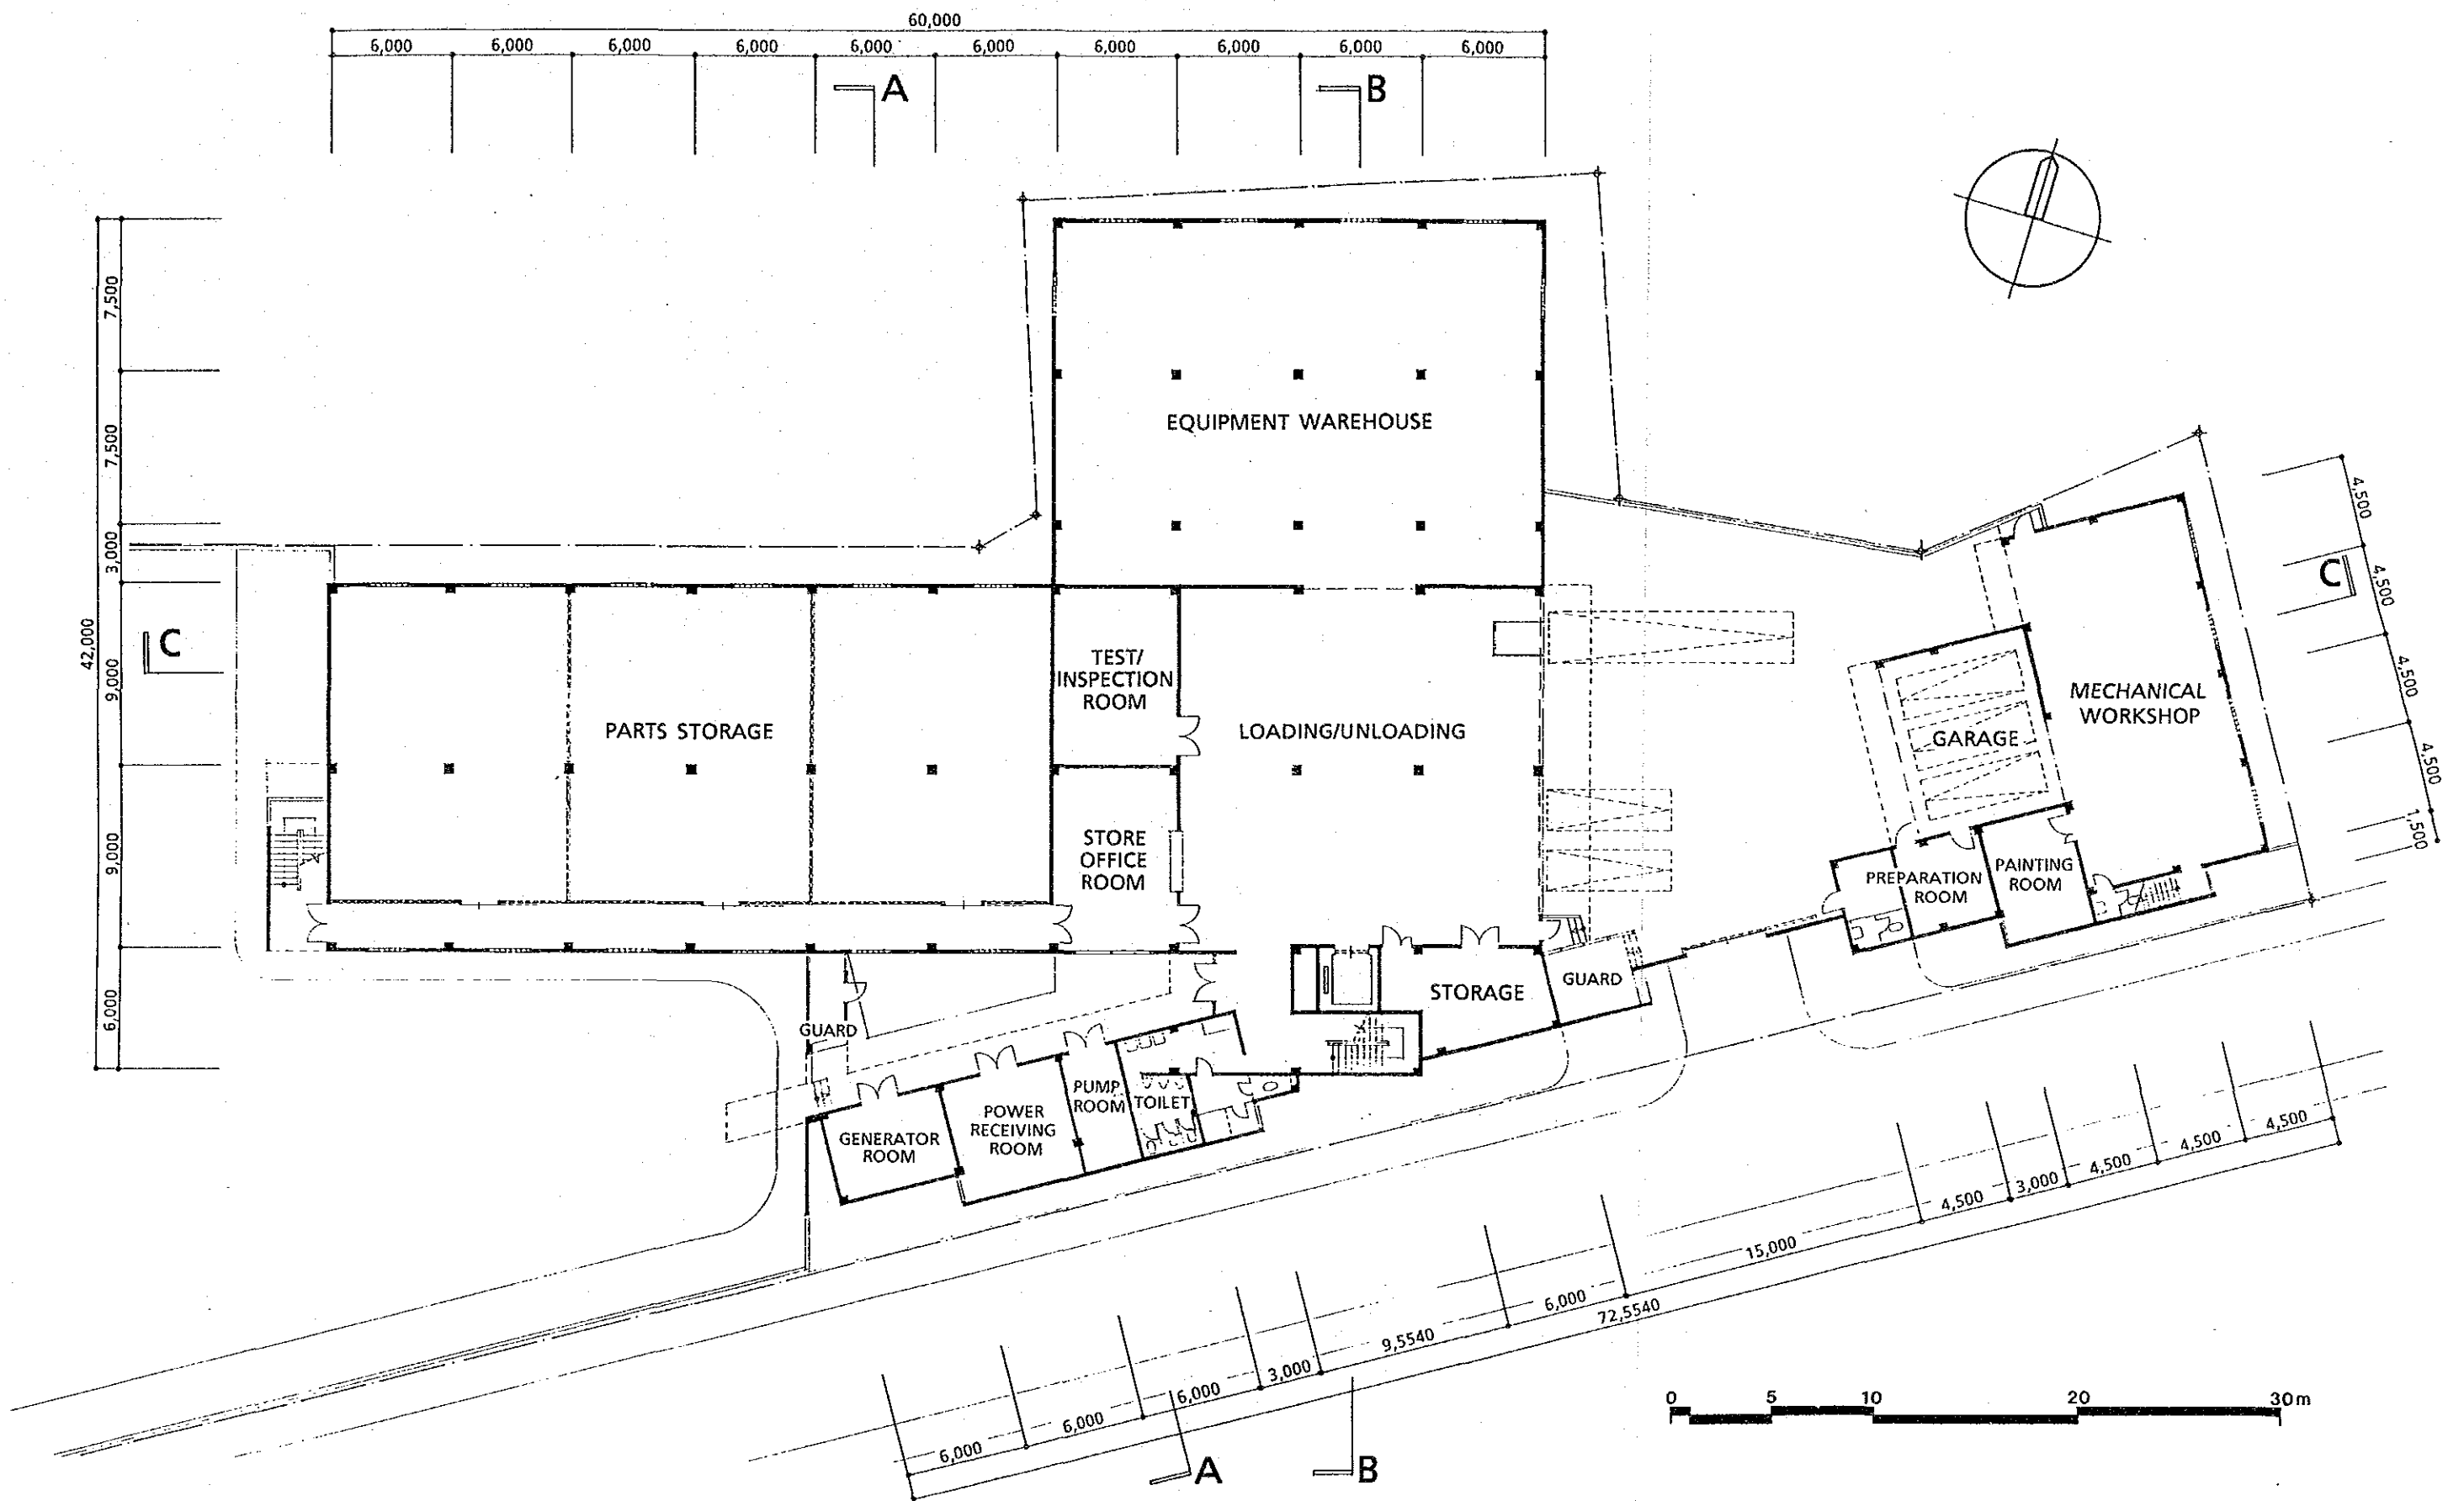 60,000
6,000 6,000 6,000 6,000 6,000 6,000 6,000 6,000 6,000 6,000
A B
7,500
7,500
3,000
9,000
9,000
6,000
42,000
C
EQUIPMENT WAREHOUSE
PARTS STORAGE
TEST/
INSPECTION
ROOM
STORE
OFFICE
ROOM
LOADING/UNLOADING
GARAGE
MECHANICAL
WORKSHOP
PREPARATION
ROOM
PAINTING
ROOM
C
4,500
4,500
4,500
4,500
1,500
STORAGE
GUARD
GUARD
GENERATOR
ROOM
POWER
RECEIVING
ROOM
PUMP
ROOM
TOILET
6,000 6,000 6,000 3,000 9,5540 6,000 15,000 4,500 3,000 4,500 4,500 4,500
72,5540
A B
0 5 10 20 30m